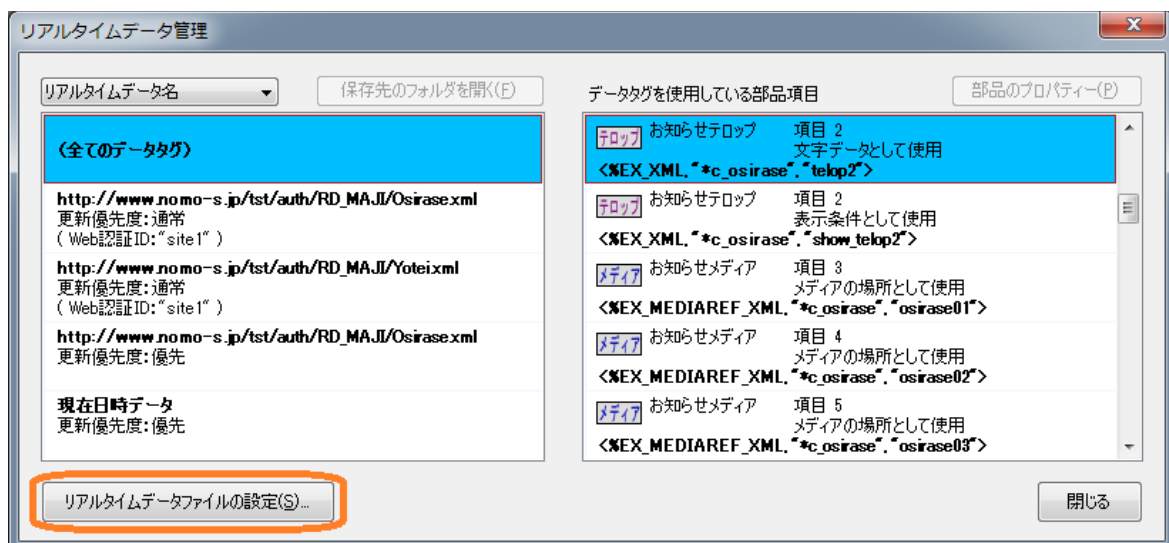 リアルタイムデータ管理
リアルタイムデータ名
保存先のフォルダを開く(F)
〈全てのデータタグ〉
http://www.nomo-s.jp/tst/auth/RD_MAJI/Osirase.xml
更新優先度:通常
( Web認証ID:"site1" )
http://www.nomo-s.jp/tst/auth/RD_MAJI/Yotei.xml
更新優先度:通常
( Web認証ID:"site1" )
http://www.nomo-s.jp/tst/auth/RD_MAJI/Osirase.xml
更新優先度:優先
現在日時データ
更新優先度:優先
リアルタイムデータファイルの設定(S)...
データタグを使用している部品項目
部品のプロパティー(P)
テロップ お知らせテロップ 項目 2
文字データとして使用
<%EX_XML,"*c_osirase","telop2">
テロップ お知らせテロップ 項目 2
表示条件として使用
<%EX_XML,"*c_osirase","show_telop2">
メディア お知らせメディア 項目 3
メディアの場所として使用
<%EX_MEDIAREF_XML,"*c_osirase","osirase01">
メディア お知らせメディア 項目 4
メディアの場所として使用
<%EX_MEDIAREF_XML,"*c_osirase","osirase02">
メディア お知らせメディア 項目 5
メディアの場所として使用
<%EX_MEDIAREF_XML,"*c_osirase","osirase03">
閉じる